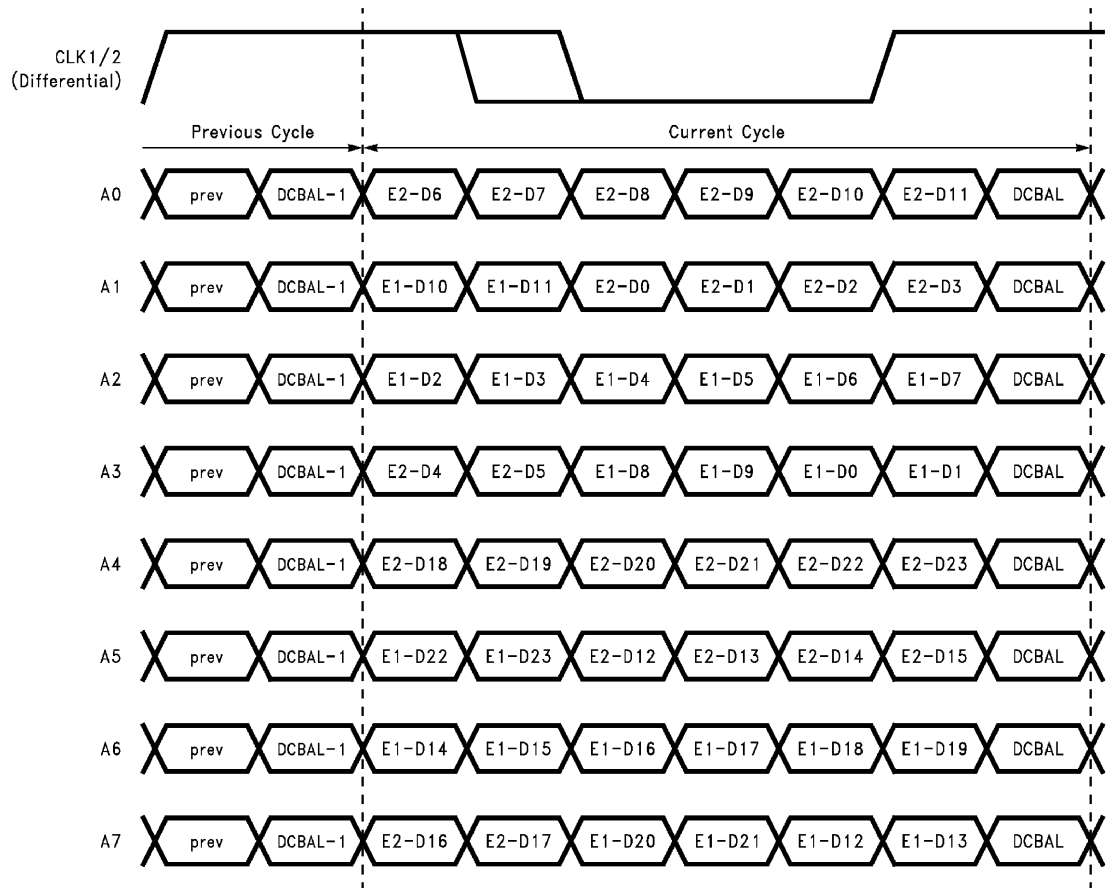 CLK1/2
(Differential)
Previous Cycle Current Cycle
A0 prev DCBAL-1 E2-D6 E2-D7 E2-D8 E2-D9 E2-D10 E2-D11 DCBAL
A1 prev DCBAL-1 E1-D10 E1-D11 E2-D0 E2-D1 E2-D2 E2-D3 DCBAL
A2 prev DCBAL-1 E1-D2 E1-D3 E1-D4 E1-D5 E1-D6 E1-D7 DCBAL
A3 prev DCBAL-1 E2-D4 E2-D5 E1-D8 E1-D9 E1-D0 E1-D1 DCBAL
A4 prev DCBAL-1 E2-D18 E2-D19 E2-D20 E2-D21 E2-D22 E2-D23 DCBAL
A5 prev DCBAL-1 E1-D22 E1-D23 E2-D12 E2-D13 E2-D14 E2-D15 DCBAL
A6 prev DCBAL-1 E1-D14 E1-D15 E1-D16 E1-D17 E1-D18 E1-D19 DCBAL
A7 prev DCBAL-1 E2-D16 E2-D17 E1-D20 E1-D21 E1-D12 E1-D13 DCBAL